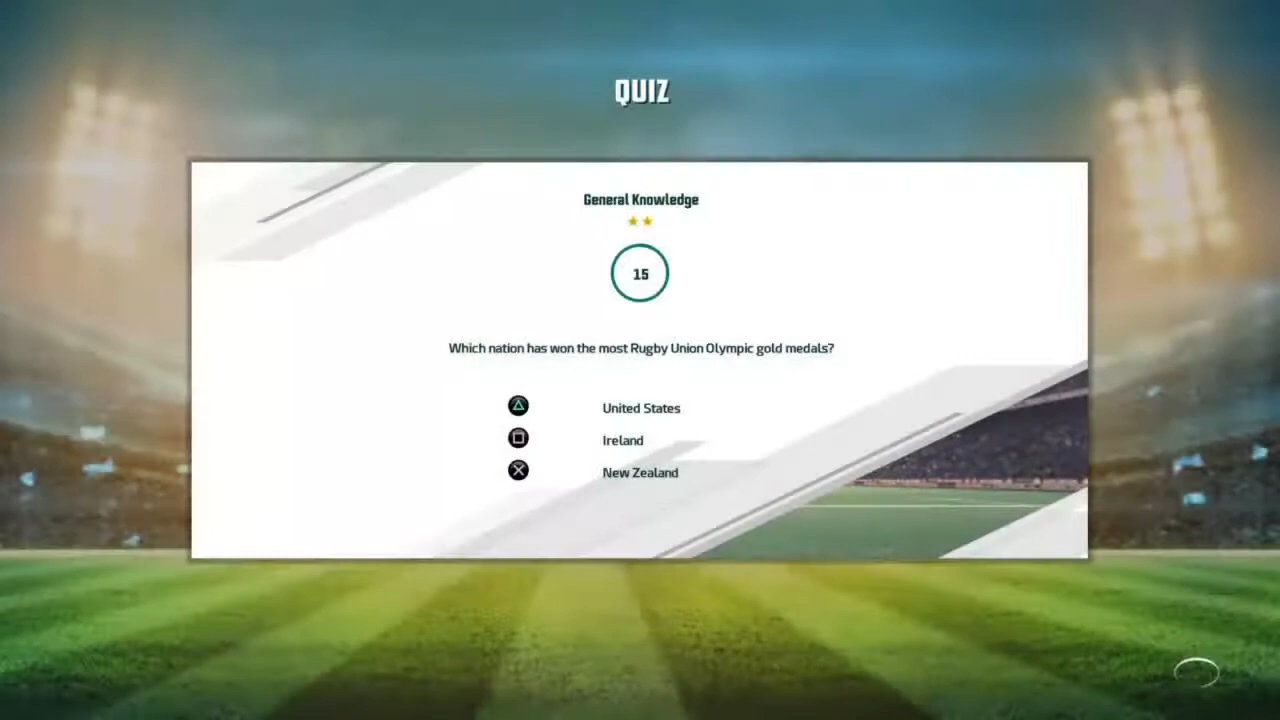 QUIZ
General Knowledge
15
Which nation has won the most Rugby Union Olympic gold medals?
United States
Ireland
New Zealand